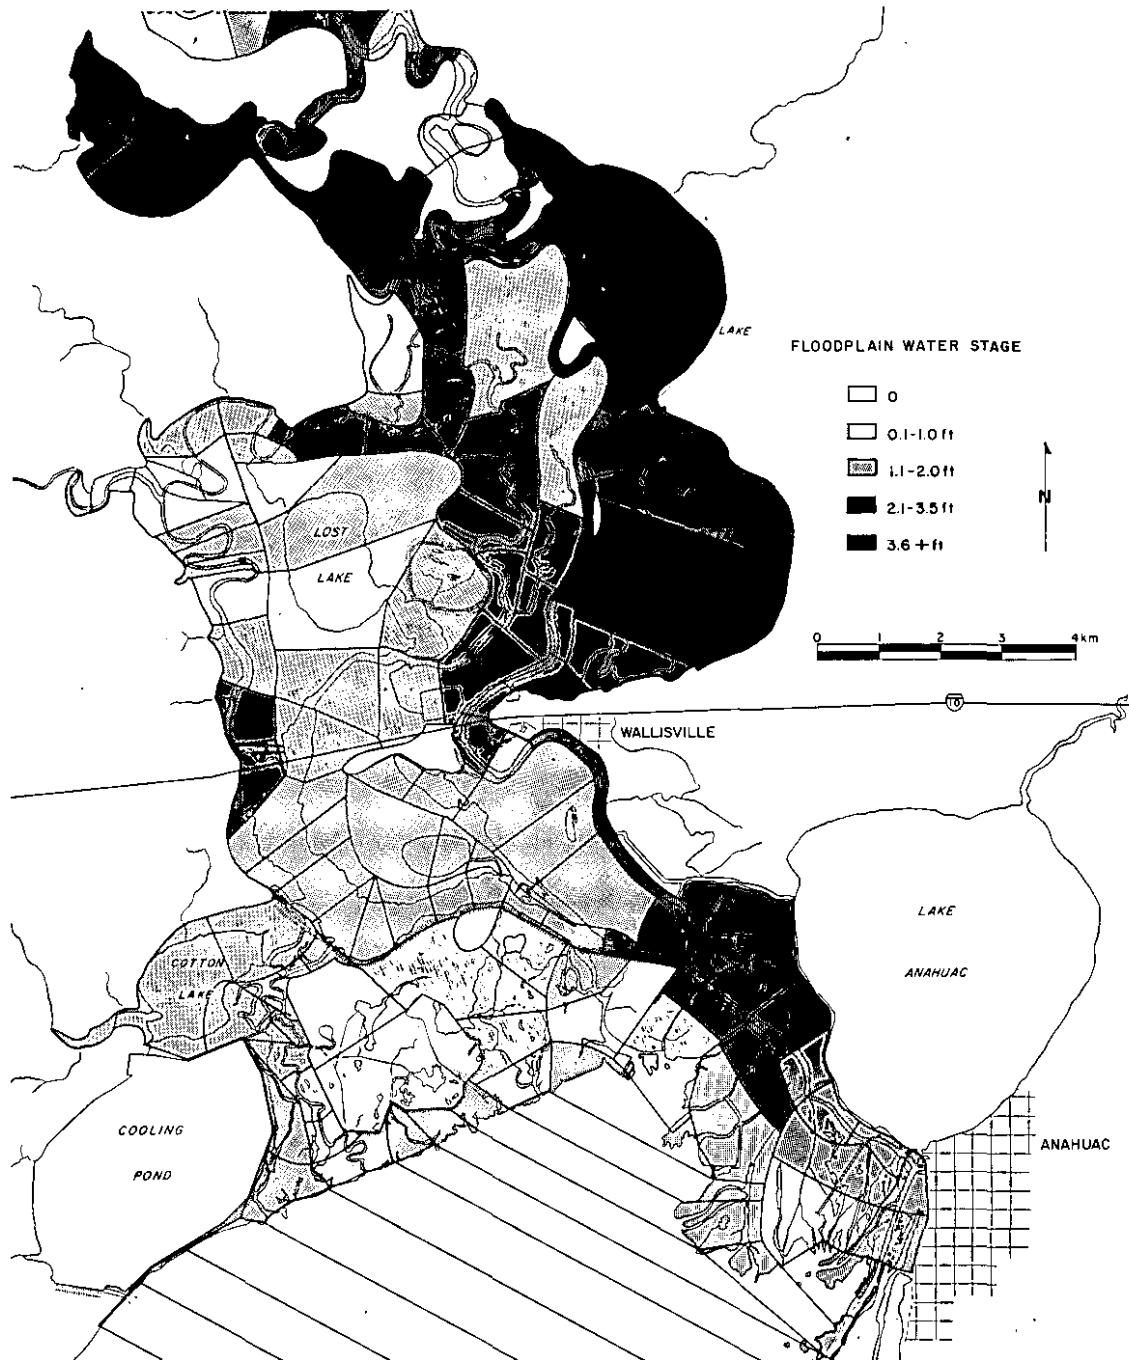 LAKE
FLOODPLAIN WATER STAGE
0
0.1-1.0 ft
1.1-2.0 ft
2.1-3.5 ft
3.6 + ft
N
LOST
LAKE
0 1 2 3 4 km
10
WALLISVILLE
LAKE
ANAHUAC
COTTON
LAKE
COOLING
POND
ANAHUAC